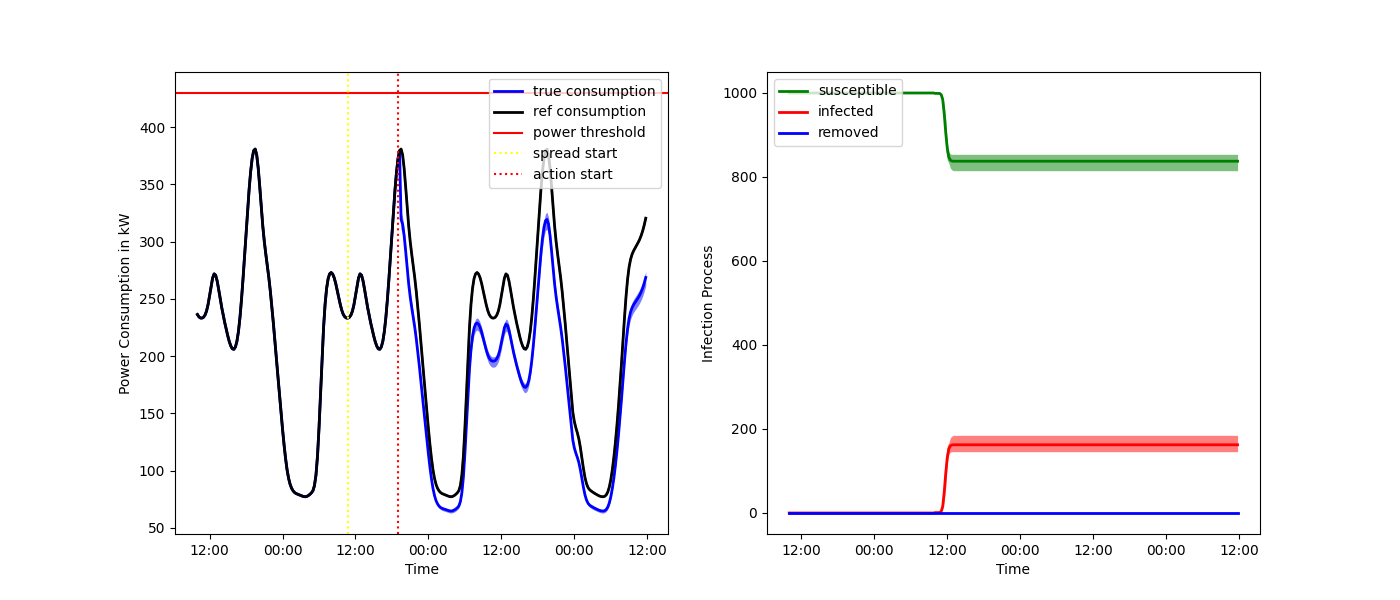 Power Consumption in kW
400
350
300
250
200
150
100
50
12:00 00:00 12:00 00:00 12:00 00:00 12:00
Time
true consumption
ref consumption
power threshold
spread start
action start
Infection Process
1000
800
600
400
200
0
12:00 00:00 12:00 00:00 12:00 00:00 12:00
Time
susceptible
infected
removed